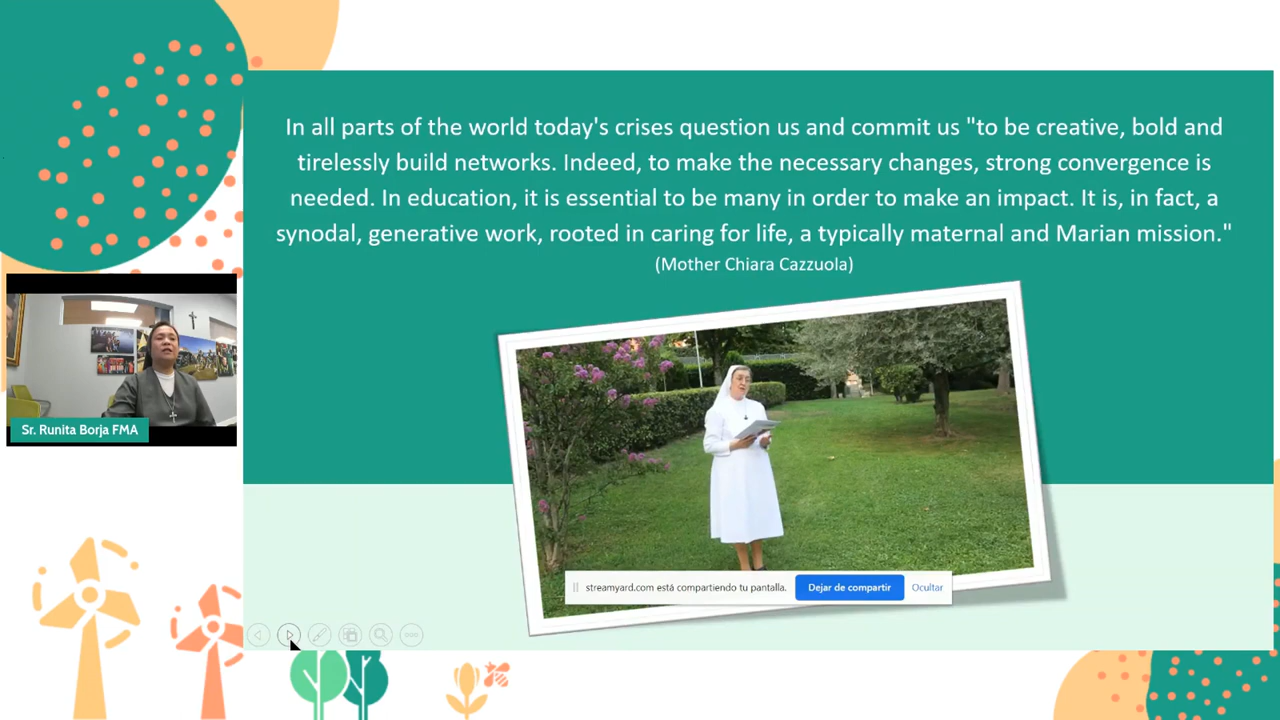 In all parts of the world today's crises question us and commit us "to be creative, bold and
tirelessly build networks. Indeed, to make the necessary changes, strong convergence is
needed. In education, it is essential to be many in order to make an impact. It is, in fact, a
synodal, generative work, rooted in caring for life, a typically maternal and Marian mission."
(Mother Chiara Cazzuola)
Sr. Runita Borja FMA
streamyard.com está compartiendo tu pantalla. Dejar de compartir Ocultar